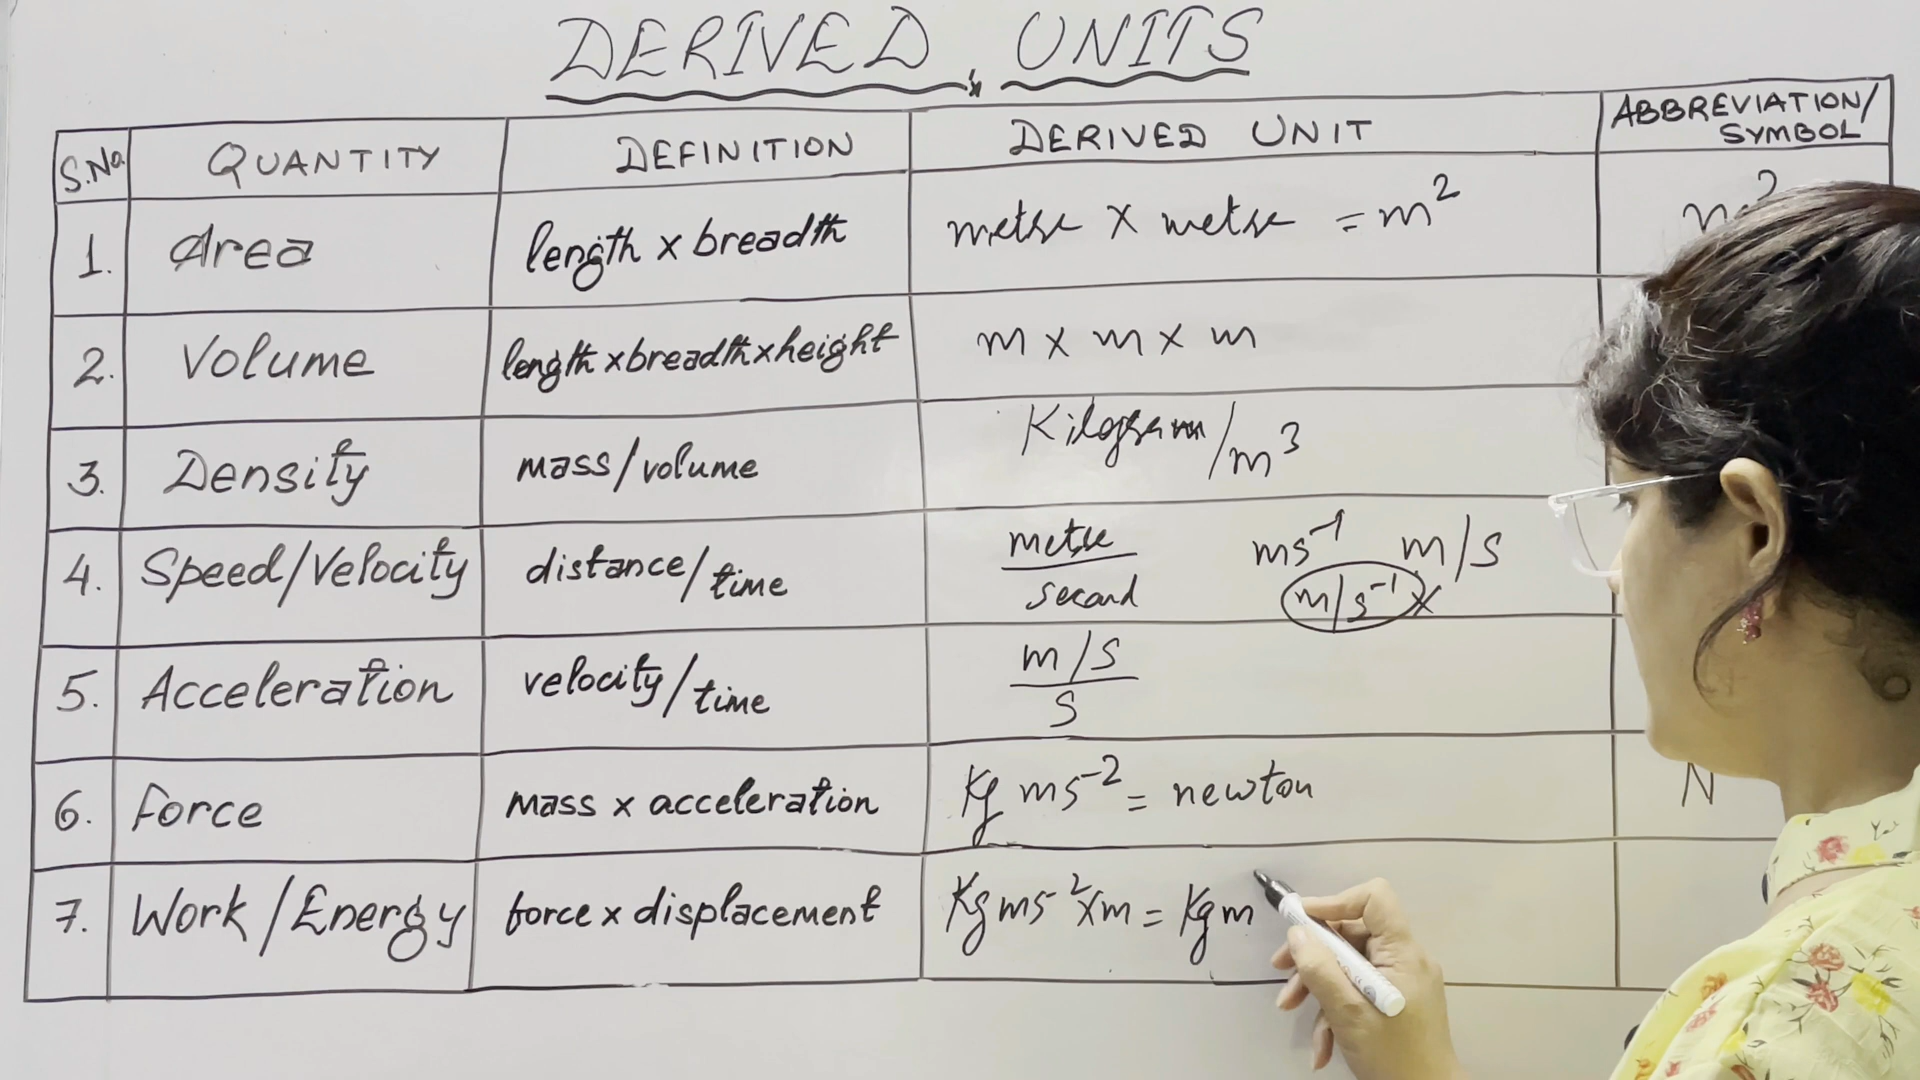 DERIVED UNITS
S.No. QUANTITY DEFINITION DERIVED UNIT ABBREVIATION/
SYMBOL
1. Area length x breadth metre x metre = m²
2. Volume length x breadth x height m x m x m
3. Density mass/volume Kilogram/m³
4. Speed/Velocity distance/time metre/second ms⁻¹ m/s
m/s⁻¹ x
5. Acceleration velocity/time m/s/s
6. Force mass x acceleration Kg ms⁻² = newton N
7. Work/Energy force x displacement Kg ms⁻² x m = Kg m